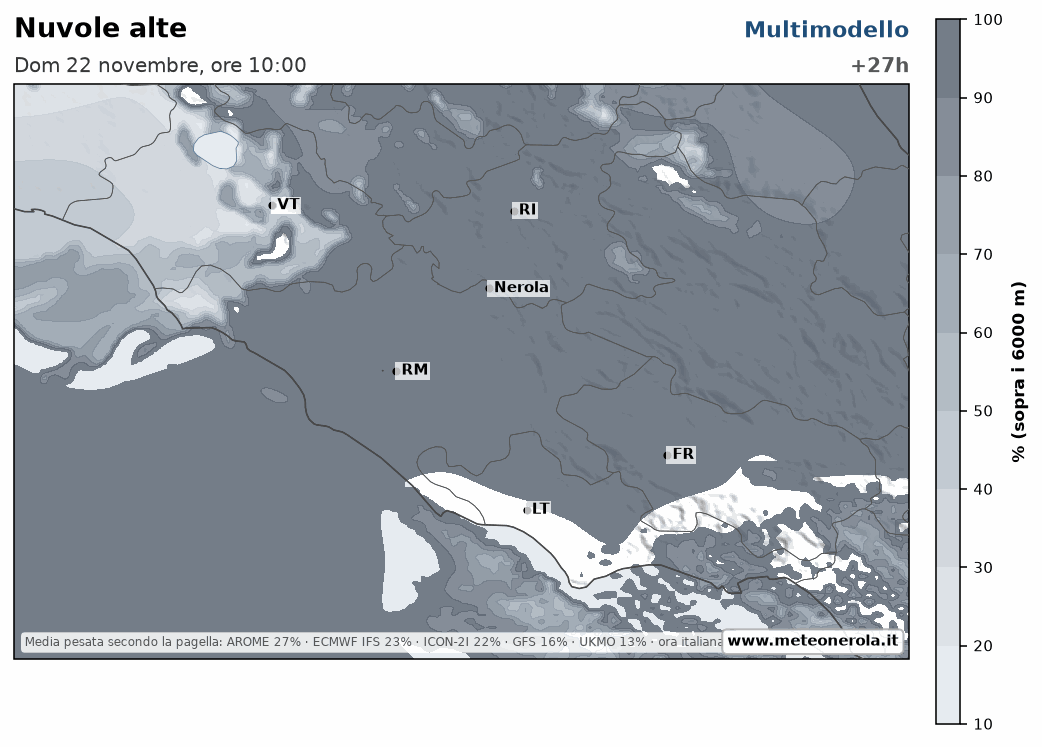 Nuvole alte
Multimodello
Dom 22 novembre, ore 10:00
+27h
VT
RI
Nerola
RM
FR
LT
Media pesata secondo la pagella: AROME 27% · ECMWF IFS 23% · ICON-2I 22% · GFS 16% · UKMO 13% · ora italiana
www.meteonerola.it
100
90
80
70
60
50
40
30
20
10
% (sopra i 6000 m)